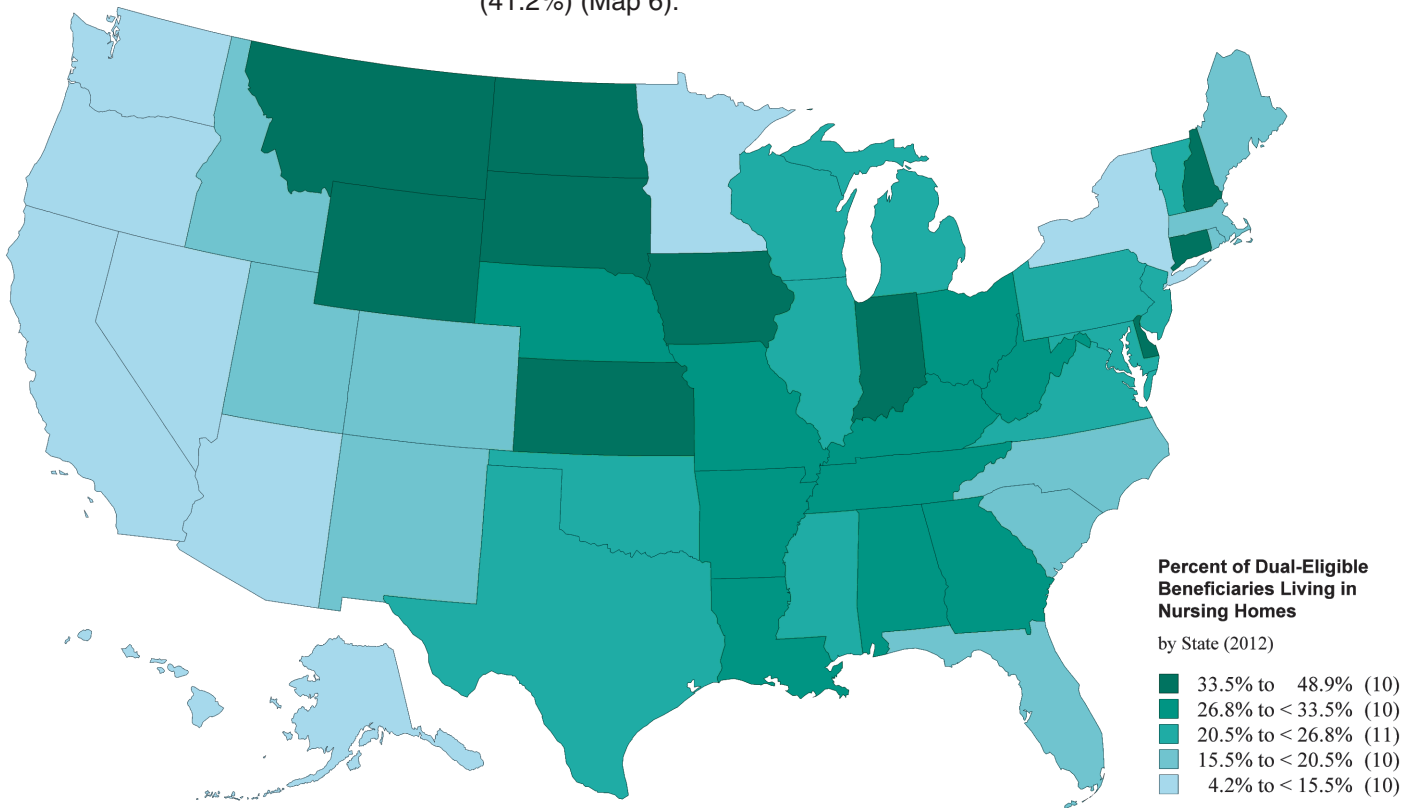 (41.2%) (Map 6).
Percent of Dual-Eligible
Beneficiaries Living in
Nursing Homes
by State (2012)
33.5% to 48.9% (10)
26.8% to < 33.5% (10)
20.5% to < 26.8% (11)
15.5% to < 20.5% (10)
4.2% to < 15.5% (10)